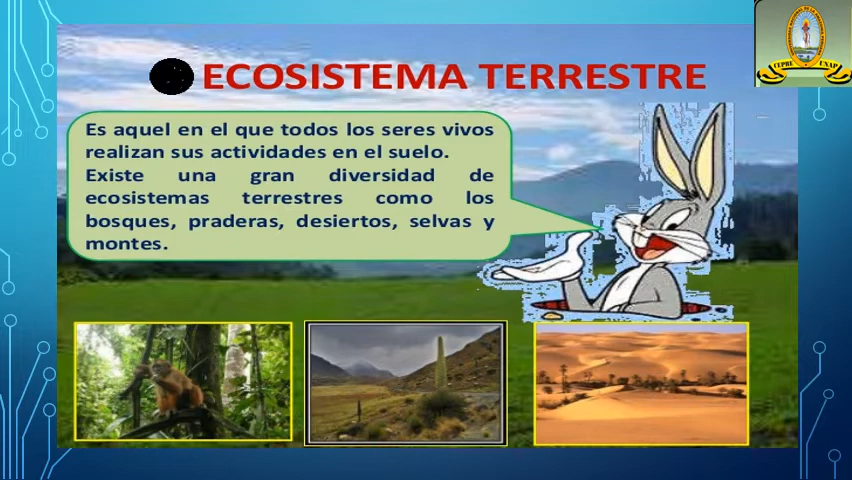 ECOSISTEMA TERRESTRE
CEPRE UNAP
Es aquel en el que todos los seres vivos
realizan sus actividades en el suelo.
Existe una gran diversidad de
ecosistemas terrestres como los
bosques, praderas, desiertos, selvas y
montes.